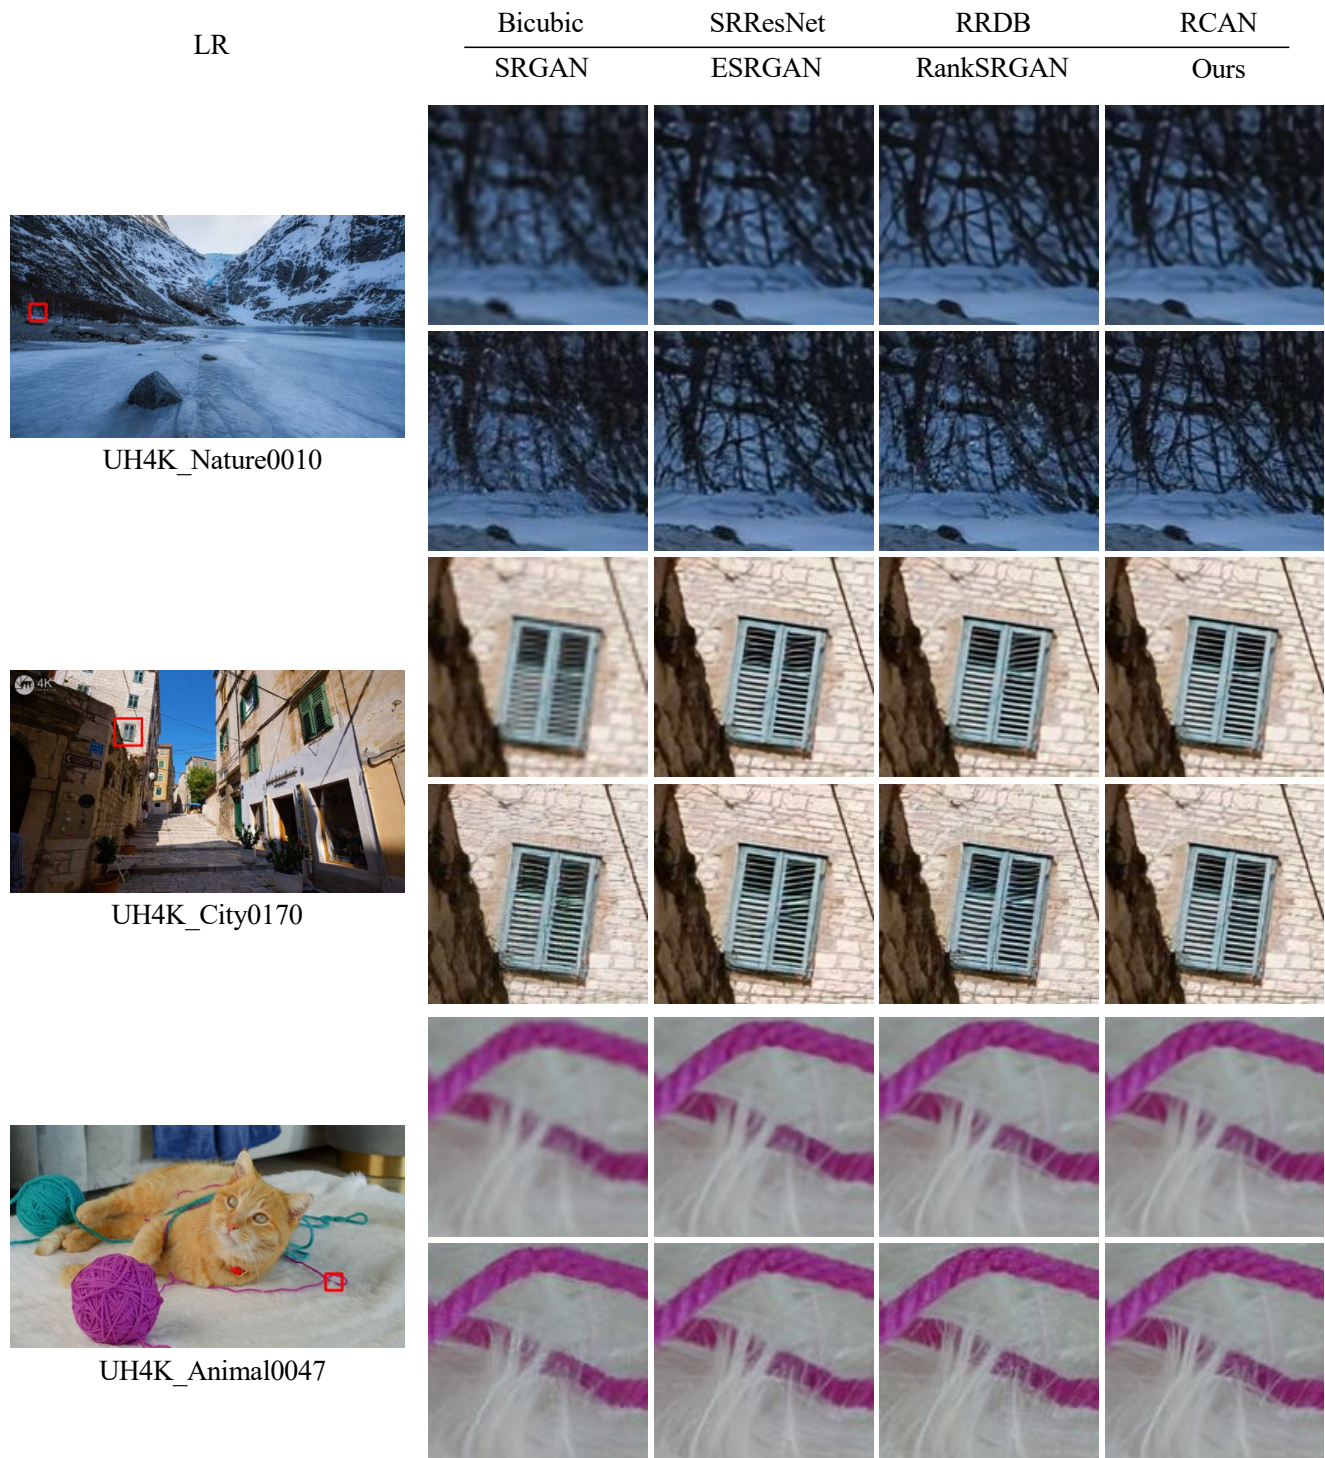 LR
Bicubic SRResNet RRDB RCAN
SRGAN ESRGAN RankSRGAN Ours
UH4K_Nature0010
4K
UH4K_City0170
UH4K_Animal0047